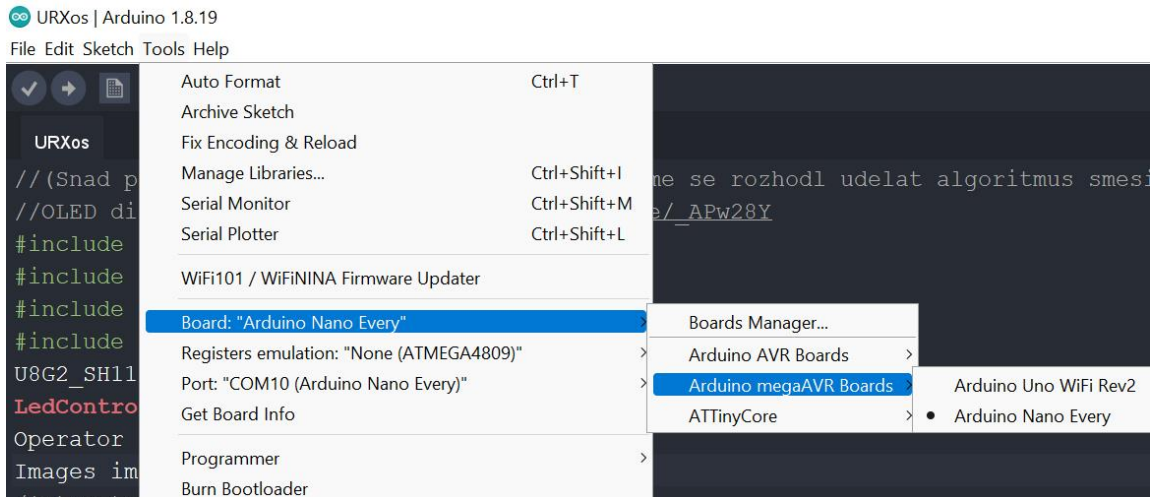 URXos | Arduino 1.8.19
File Edit Sketch Tools Help
Auto Format Ctrl+T
Archive Sketch
URXos
Fix Encoding & Reload
//(Snad p
Manage Libraries... Ctrl+Shift+I
me se rozhodl udelat algoritmus smesi
//OLED di
Serial Monitor Ctrl+Shift+M
e/_APw28Y
#include
Serial Plotter Ctrl+Shift+L
#include
WiFi101 / WiFiNINA Firmware Updater
#include
Board: "Arduino Nano Every"
Boards Manager...
#include
Registers emulation: "None (ATMEGA4809)"
Arduino AVR Boards
U8G2_SH11
Port: "COM10 (Arduino Nano Every)"
Arduino megaAVR Boards
Arduino Uno WiFi Rev2
LedContro
Get Board Info
ATTinyCore
Arduino Nano Every
Operator
Programmer
Images im
Burn Bootloader